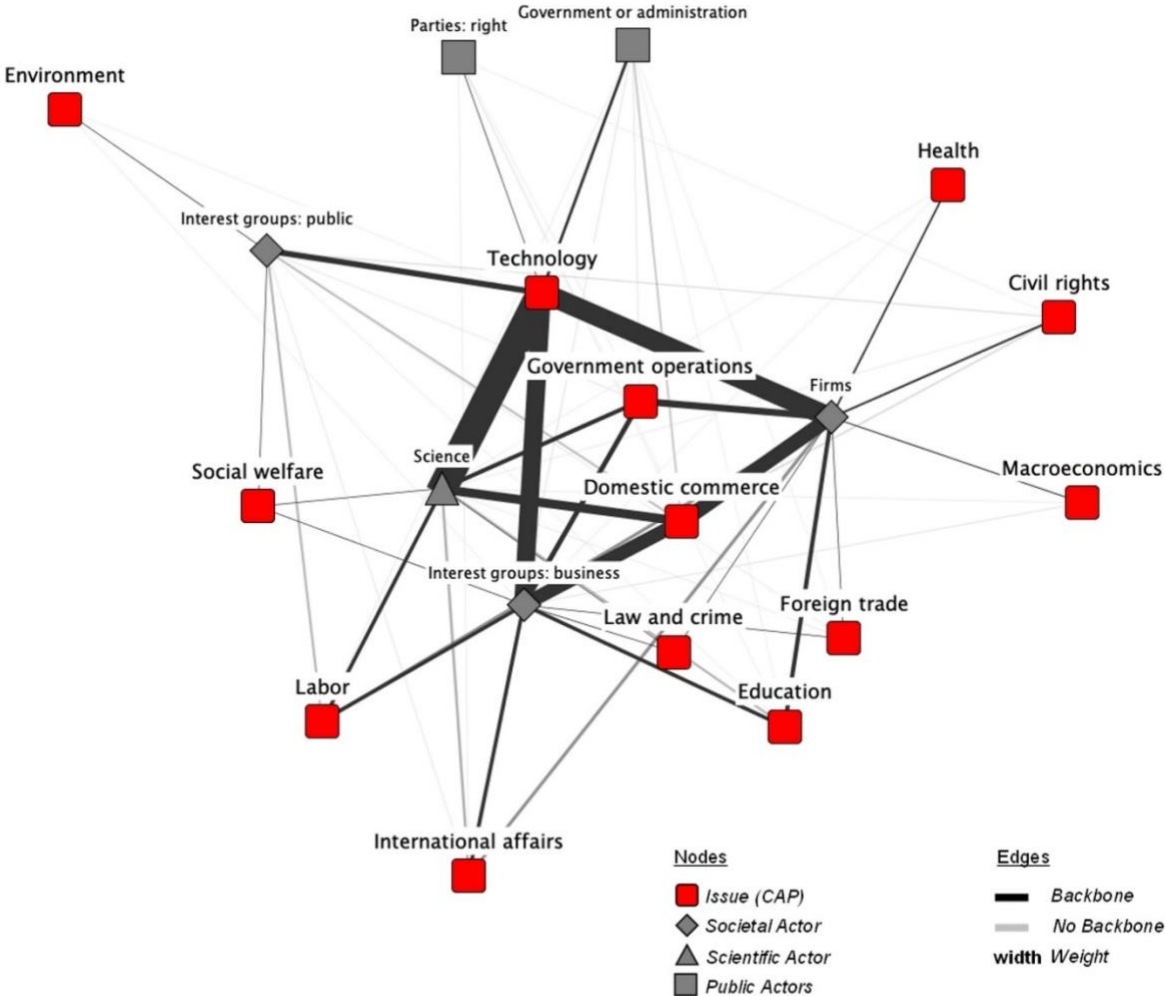 Government or administration
Parties: right
Environment
Health
Interest groups: public
Technology
Civil rights
Government operations
Firms
Science
Social welfare
Domestic commerce
Macroeconomics
Interest groups: business
Law and crime
Foreign trade
Labor
Education
International affairs
Nodes
Issue (CAP)
Societal Actor
Scientific Actor
Public Actors
Edges
Backbone
No Backbone
width Weight